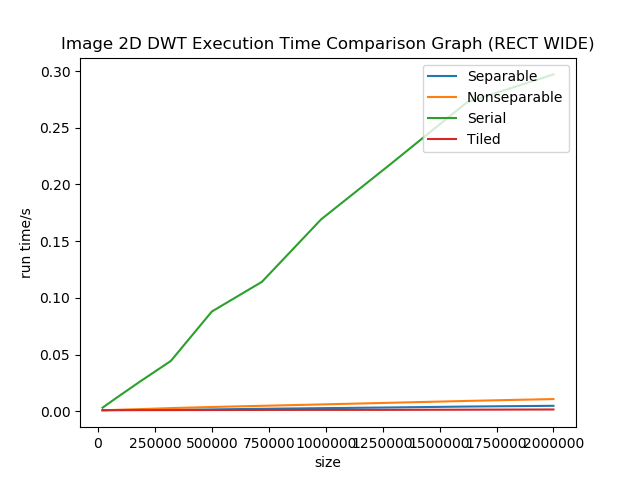 Image 2D DWT Execution Time Comparison Graph (RECT WIDE)
Separable
Nonseparable
Serial
Tiled
0.30
0.25
0.20
0.15
0.10
0.05
0.00
run time/s
0 250000 500000 750000 1000000 1250000 1500000 1750000 2000000
size